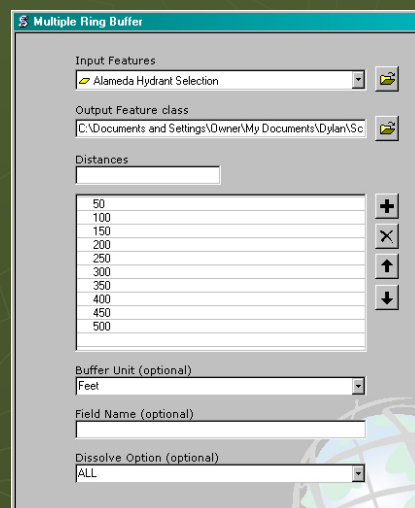 Multiple Ring Buffer
Input Features
Alameda Hydrant Selection
Output Feature class
C:\Documents and Settings\Owner\My Documents\Dylan\Sc
Distances
50
100
150
200
250
300
350
400
450
500
Buffer Unit (optional)
Feet
Field Name (optional)
Dissolve Option (optional)
ALL